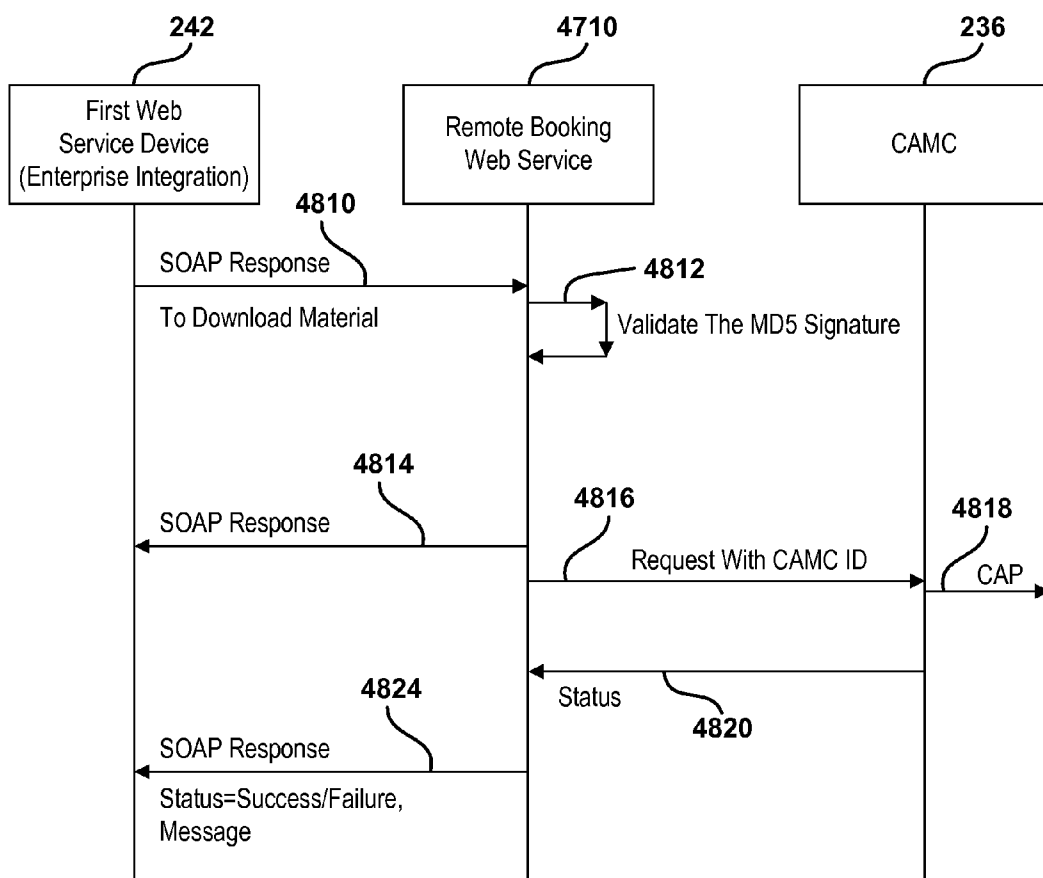 242
4710
236
First Web
Service Device
(Enterprise Integration)
Remote Booking
Web Service
CAMC
4810
SOAP Response
To Download Material
4812
Validate The MD5 Signature
4814
SOAP Response
4816
Request With CAMC ID
4818
CAP
Status
4820
4824
SOAP Response
Status=Success/Failure,
Message